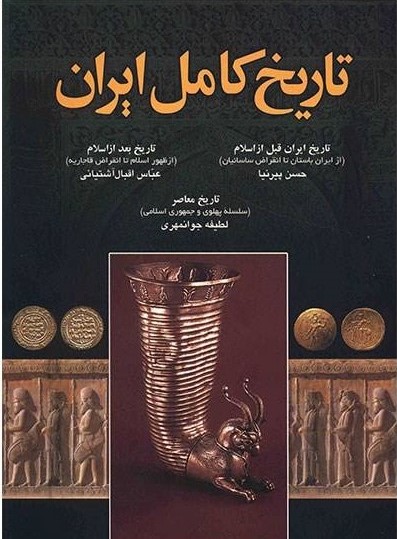 تاریخ کامل ایران
تاریخ ایران قبل از اسلام
(از ایران باستان تا انقراض ساسانیان)
حسن پیرنیا
تاریخ بعد از اسلام
(از ظهور اسلام تا انقراض قاجاریه)
عباس اقبال آشتیانی
تاریخ معاصر
(سلسله پهلوی و جمهوری اسلامی)
لطیفه جوانمهری